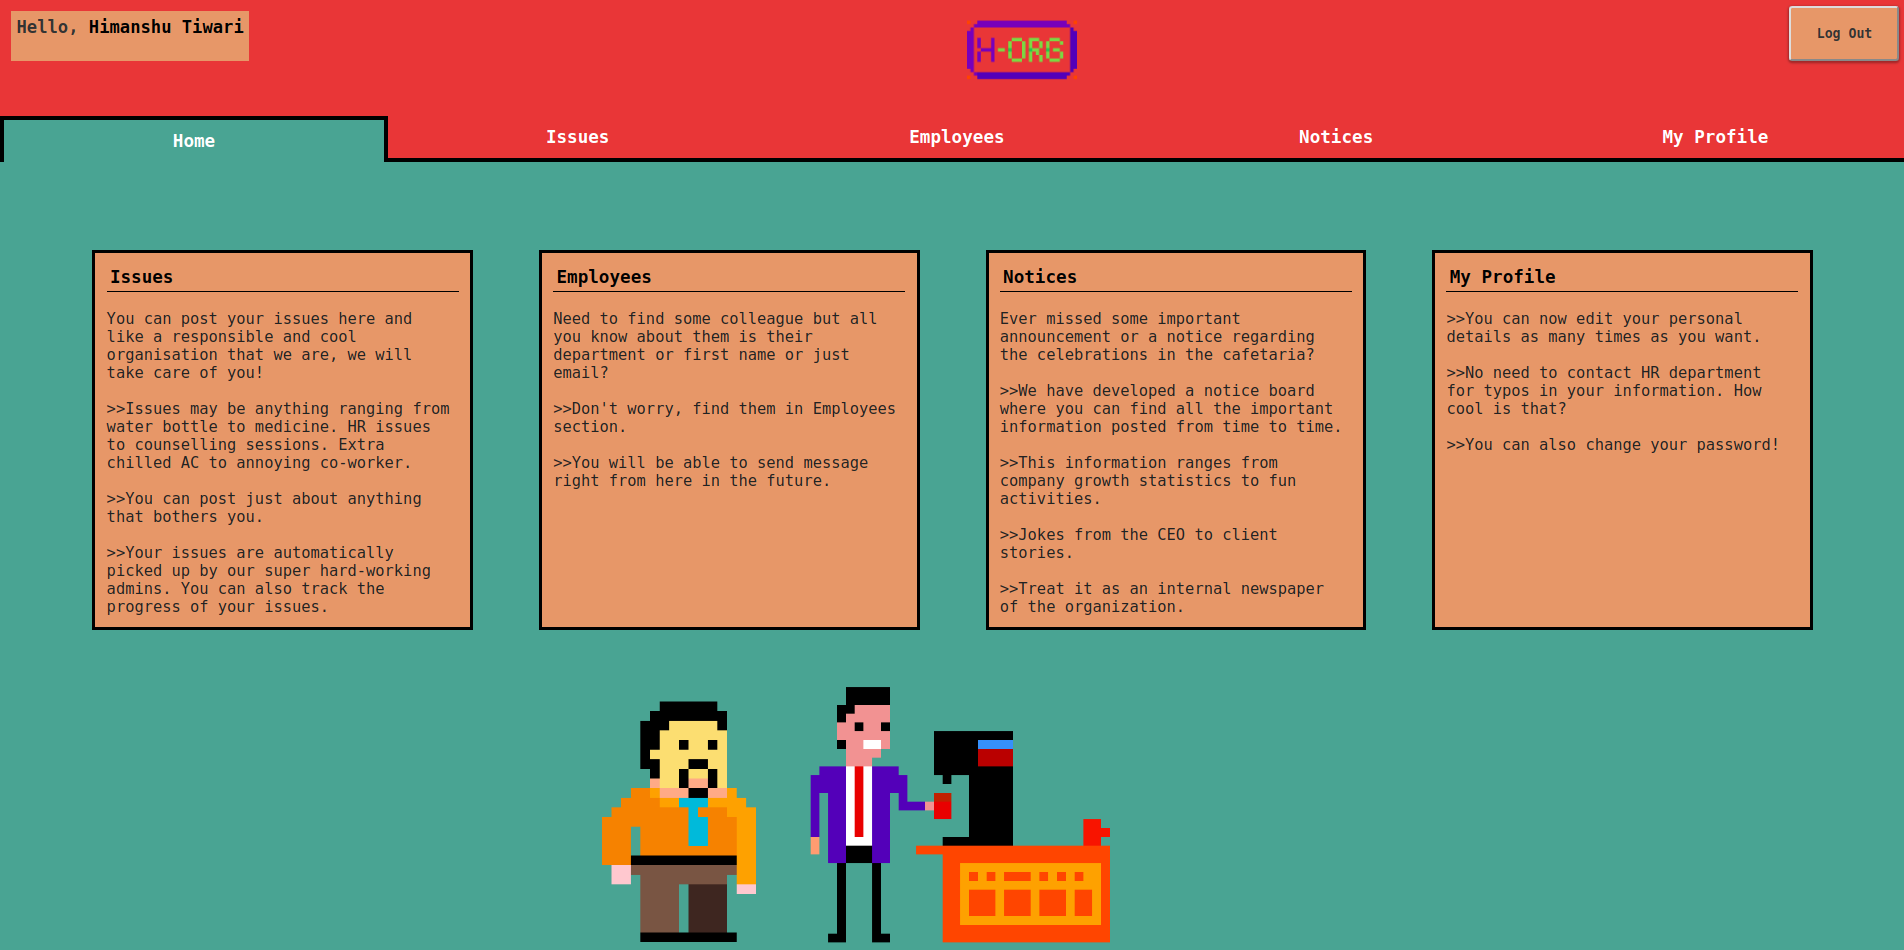 Hello, Himanshu Tiwari
H-ORG
Log Out
Home
Issues
Employees
Notices
My Profile
Issues
You can post your issues here and
like a responsible and cool
organisation that we are, we will
take care of you!
>>Issues may be anything ranging from
water bottle to medicine. HR issues
to counselling sessions. Extra
chilled AC to annoying co-worker.
>>You can post just about anything
that bothers you.
>>Your issues are automatically
picked up by our super hard-working
admins. You can also track the
progress of your issues.
Employees
Need to find some colleague but all
you know about them is their
department or first name or just
email?
>>Don't worry, find them in Employees
section.
>>You will be able to send message
right from here in the future.
Notices
Ever missed some important
announcement or a notice regarding
the celebrations in the cafetaria?
>>We have developed a notice board
where you can find all the important
information posted from time to time.
>>This information ranges from
company growth statistics to fun
activities.
>>Jokes from the CEO to client
stories.
>>Treat it as an internal newspaper
of the organization.
My Profile
>>You can now edit your personal
details as many times as you want.
>>No need to contact HR department
for typos in your information. How
cool is that?
>>You can also change your password!